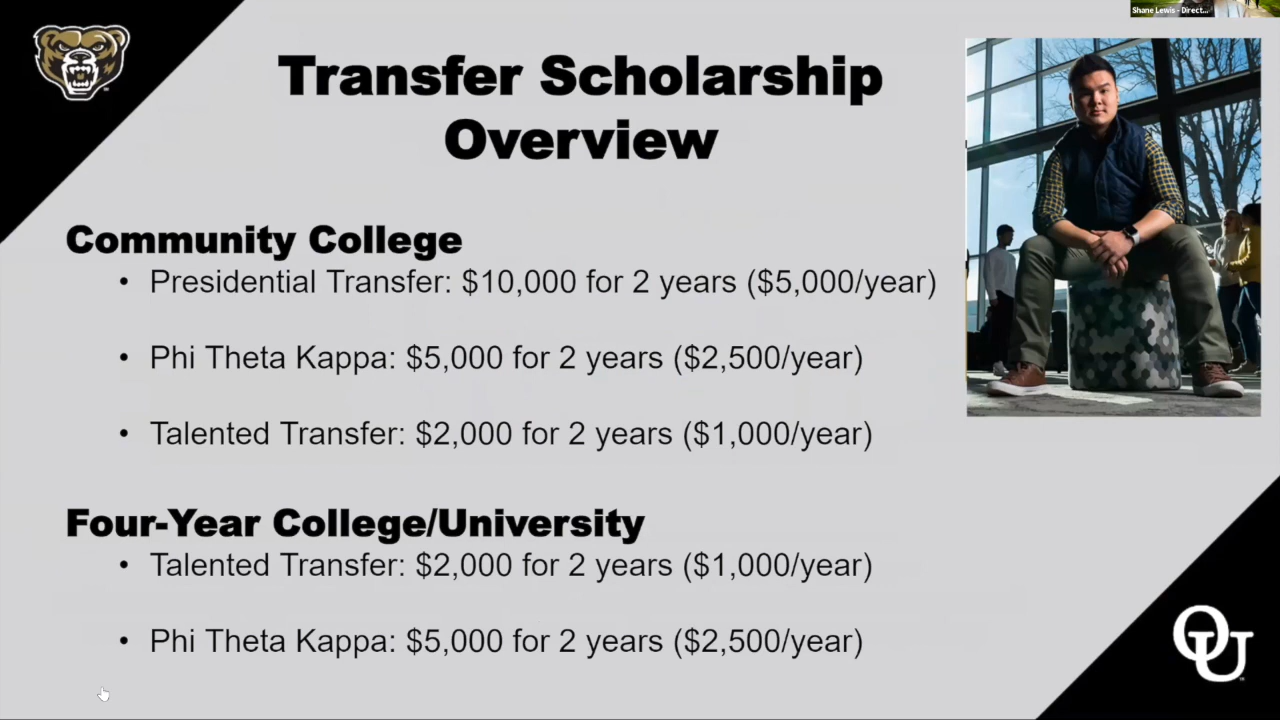 Shane Lewis - Direct...
Transfer Scholarship
Overview
Community College
• Presidential Transfer: $10,000 for 2 years ($5,000/year)
• Phi Theta Kappa: $5,000 for 2 years ($2,500/year)
• Talented Transfer: $2,000 for 2 years ($1,000/year)
Four-Year College/University
• Talented Transfer: $2,000 for 2 years ($1,000/year)
• Phi Theta Kappa: $5,000 for 2 years ($2,500/year)
OU